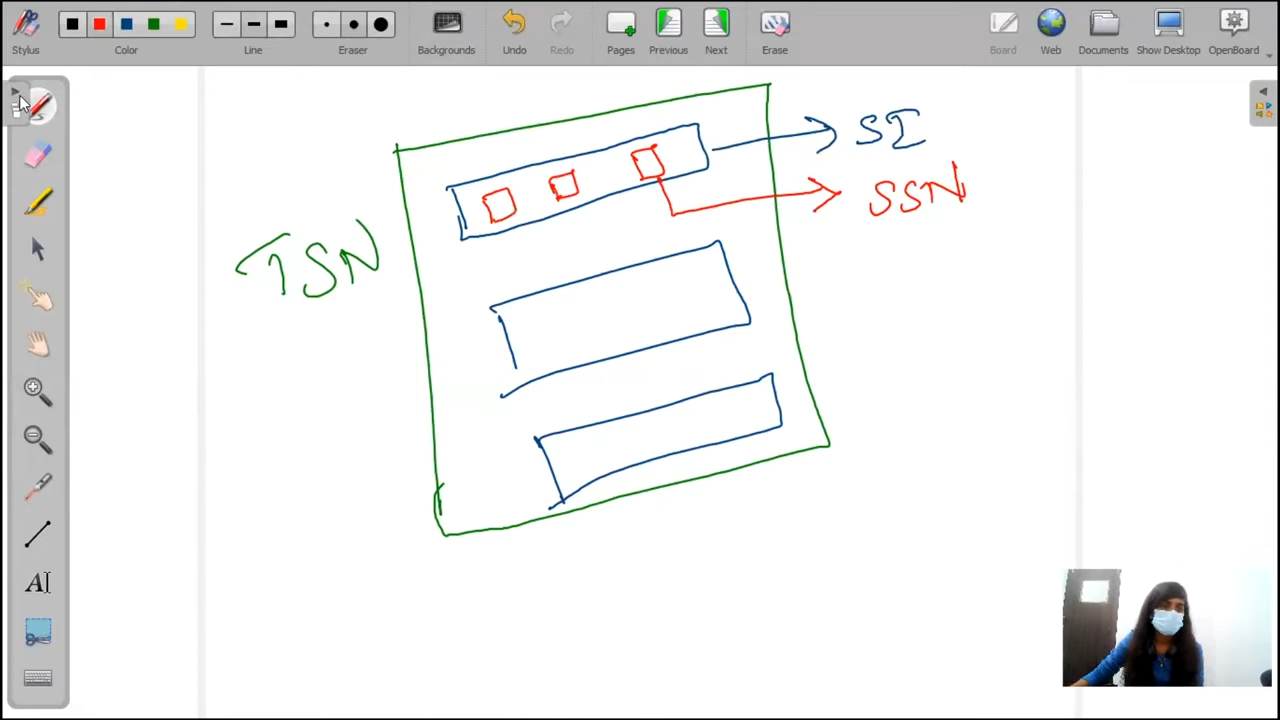 Stylus
Color
Line
Eraser
Backgrounds
Undo
Redo
Pages
Previous
Next
Erase
Board
Web
Documents
Show Desktop
OpenBoard
SI
SSN
TSN
AI